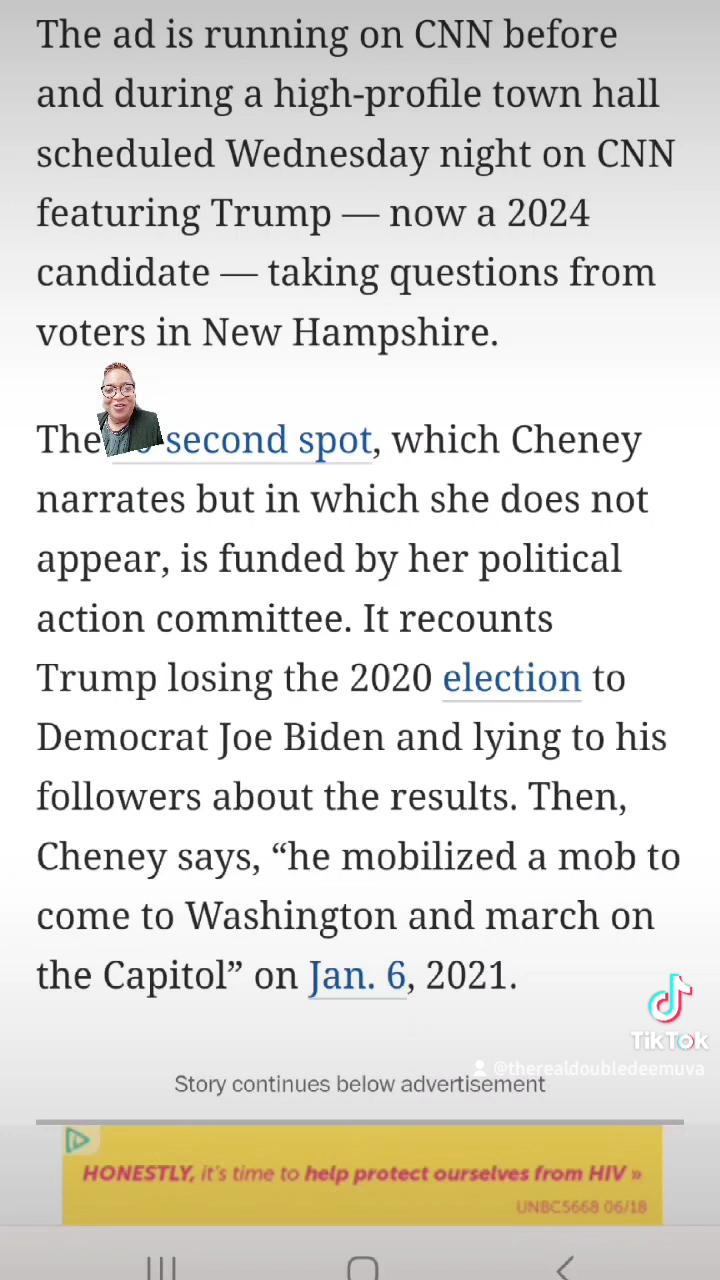 The ad is running on CNN before
and during a high-profile town hall
scheduled Wednesday night on CNN
featuring Trump — now a 2024
candidate — taking questions from
voters in New Hampshire.
The second spot, which Cheney
narrates but in which she does not
appear, is funded by her political
action committee. It recounts
Trump losing the 2020 election to
Democrat Joe Biden and lying to his
followers about the results. Then,
Cheney says, “he mobilized a mob to
come to Washington and march on
the Capitol” on Jan. 6, 2021.
TikTok
@therealdoubledeemuva
Story continues below advertisement
HONESTLY, it's time to help protect ourselves from HIV »
UNBC5668 06/18